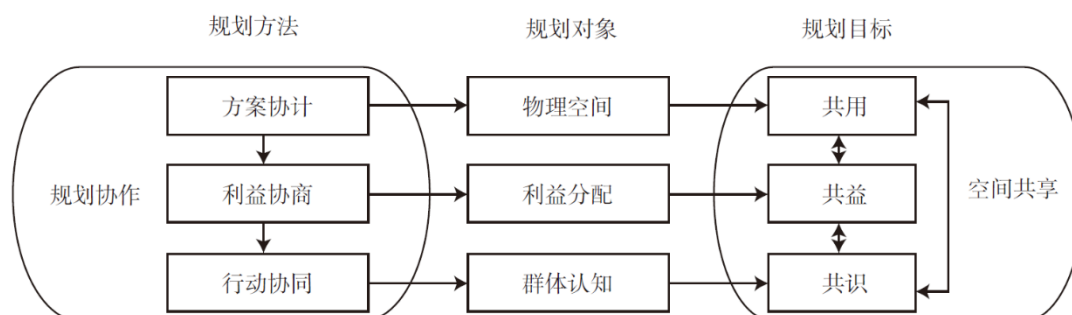 规划方法 规划对象 规划目标
方案协计 物理空间 共用
规划协作 利益协商 利益分配 共益 空间共享
行动协同 群体认知 共识